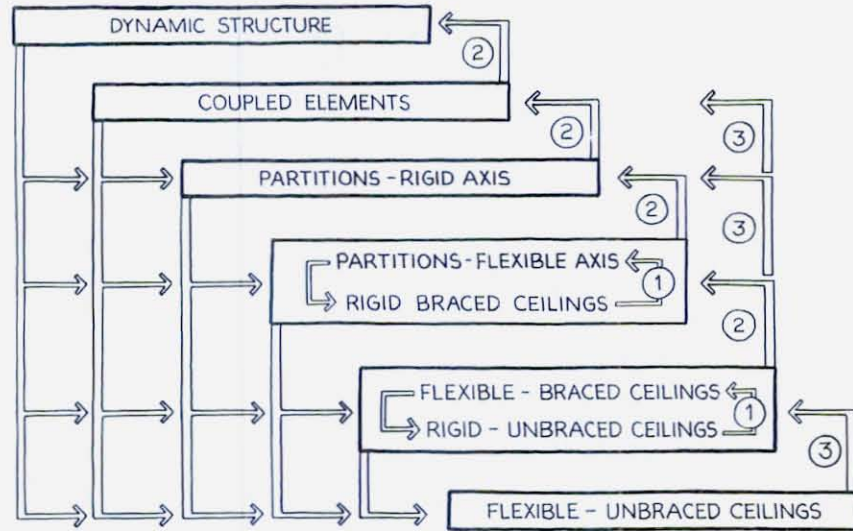 DYNAMIC STRUCTURE
2
COUPLED ELEMENTS
2
3
PARTITIONS - RIGID AXIS
2
3
PARTITIONS - FLEXIBLE AXIS
1
RIGID BRACED CEILINGS
2
FLEXIBLE - BRACED CEILINGS
1
RIGID - UNBRACED CEILINGS
3
FLEXIBLE - UNBRACED CEILINGS